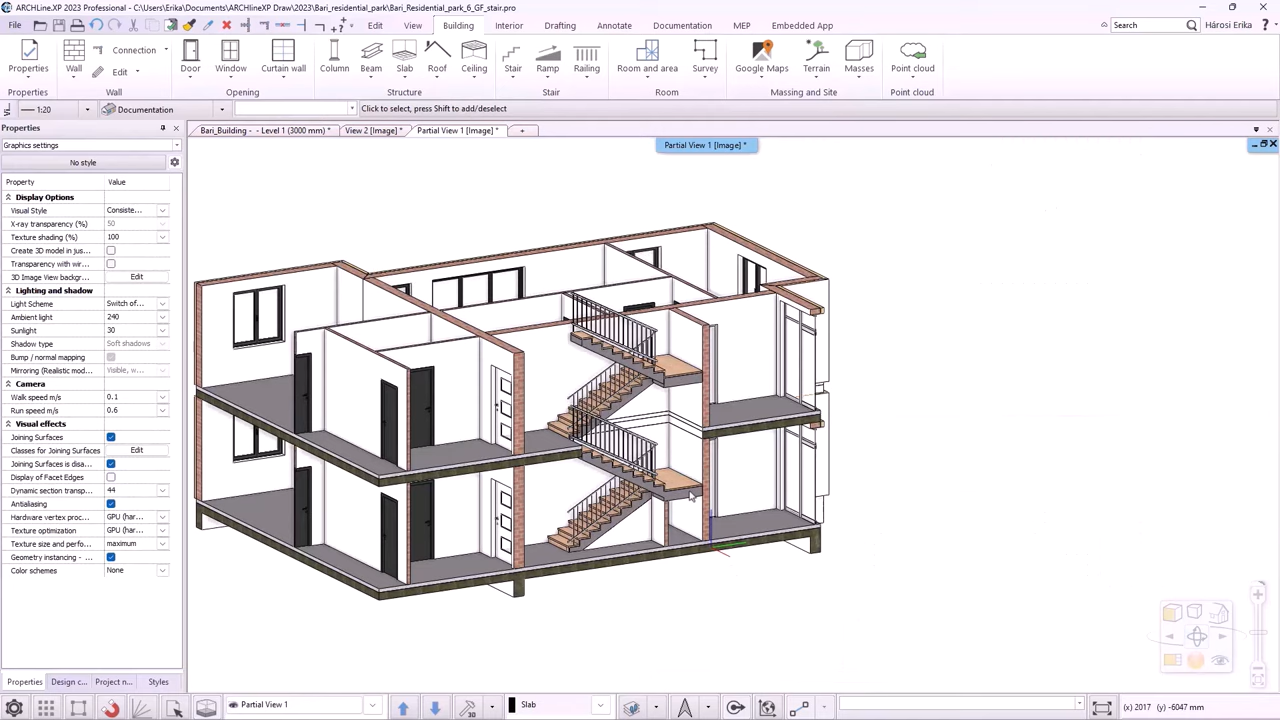 ARCHLine.XP 2023 Professional - C:\Users\Erika\Documents\ARCHlineXP Draw\2023\Bari_residential_park\Bari_Residential_park_6_GF_stair.pro
File Edit View Building Interior Drafting Annotate Documentation MEP Embedded App Search Hárosi Erika
Properties Wall Connection Edit Door Window Curtain wall Column Beam Slab Roof Ceiling Stair Ramp Railing Room and area Survey Google Maps Terrain Masses Point cloud
Properties Wall Opening Structure Stair Room Massing and Site Point cloud
1:20 Documentation Click to select, press Shift to add/deselect
Properties Bari_Building - - Level 1 (3000 mm) * View 2 [Image] * Partial View 1 [Image] * +
Graphics settings Partial View 1 [Image] *
No style
Property Value
Display Options
Visual Style Consiste...
X-ray transparency (%) 50
Texture shading (%) 100
Create 3D model in jus...
Transparency with wir...
3D Image View backgr... Edit
Lighting and shadow
Light Scheme Switch of...
Ambient light 240
Sunlight 30
Shadow type Soft shadows
Bump / normal mapping
Mirroring (Realistic mod... Visible, w...
Camera
Walk speed m/s 0.1
Run speed m/s 0.6
Visual effects
Joining Surfaces
Classes for Joining Surfaces Edit
Joining Surfaces is disa...
Display of Facet Edges
Dynamic section transp... 44
Antialiasing
Hardware vertex proc... GPU (har...
Texture optimization GPU (har...
Texture size and perfo... maximum
Geometry instancing - ...
Color schemes None
Properties Design c... Project n... Styles
Partial View 1 Slab (x) 2017 (y) -6047 mm